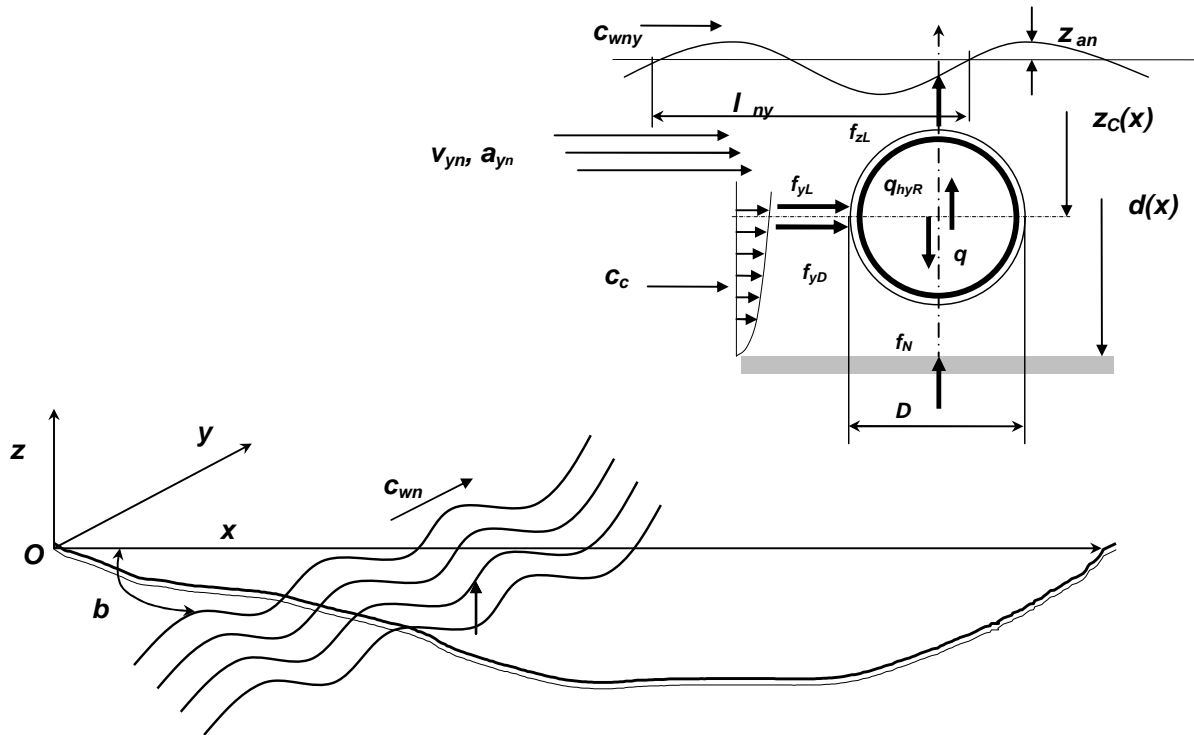 c_wny
z_an
l_ny
z_C(x)
f_zL
v_yn, a_yn
f_yL
q_hyR
d(x)
q
c_c
f_yD
f_N
D
z
y
c_wn
x
O
b